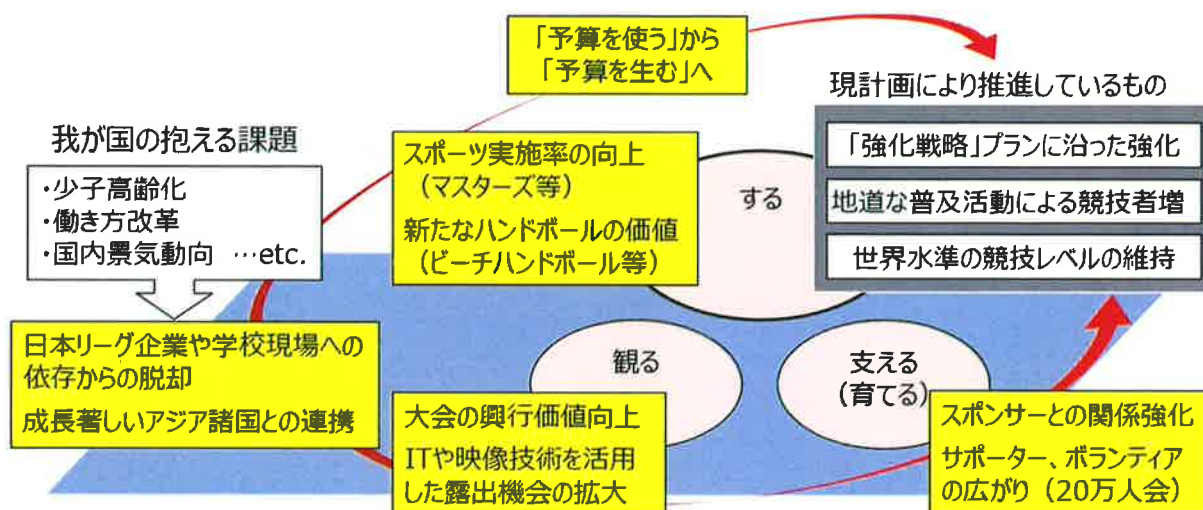 「予算を使う」から
「予算を生む」へ
現計画により推進しているもの
「強化戦略」プランに沿った強化
地道な普及活動による競技者増
世界水準の競技レベルの維持
我が国の抱える課題
・少子高齢化
・働き方改革
・国内景気動向 …etc.
スポーツ実施率の向上
(マスターズ等)
新たなハンドボールの価値
(ビーチハンドボール等)
する
日本リーグ企業や学校現場への
依存からの脱却
成長著しいアジア諸国との連携
観る
支える
(育てる)
大会の興行価値向上
ITや映像技術を活用
した露出機会の拡大
スポンサーとの関係強化
サポーター、ボランティア
の広がり(20万人会)